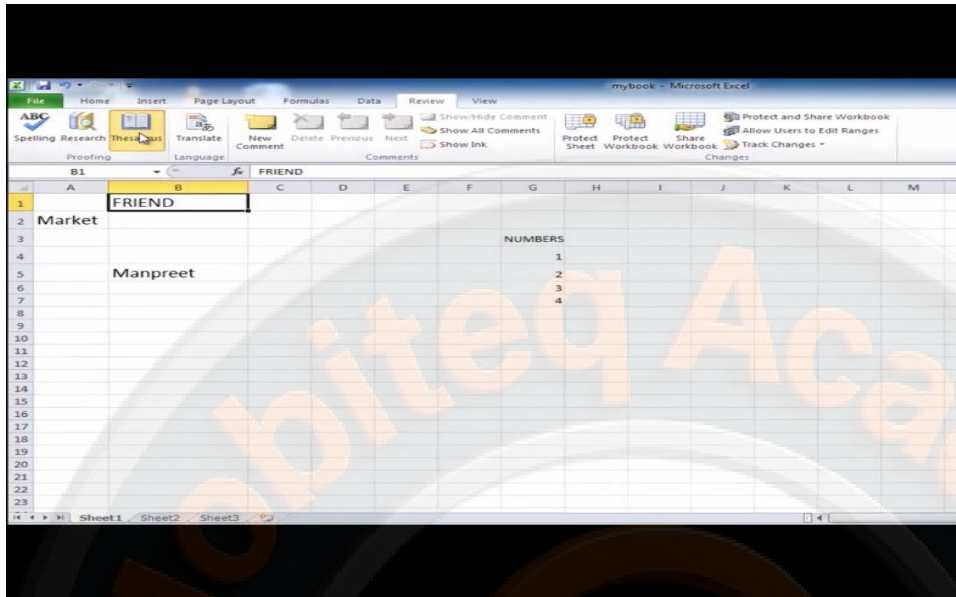 mybook - Microsoft Excel
File Home Insert Page Layout Formulas Data Review View
ABC
Spelling Research Thesaurus Translate New Comment Delete Previous Next Show/Hide Comment Show All Comments Show Ink Protect Sheet Protect Workbook Share Workbook Protect and Share Workbook Allow Users to Edit Ranges Track Changes
Proofing Language Comments Changes
B1 fx FRIEND
A B C D E F G H I J K L M
1 FRIEND
2 Market
3 NUMBERS
4 1
5 Manpreet 2
6 3
7 4
8
9
10
11
12
13
14
15
16
17
18
19
20
21
22
23
Sheet1 Sheet2 Sheet3
obiteq Aca